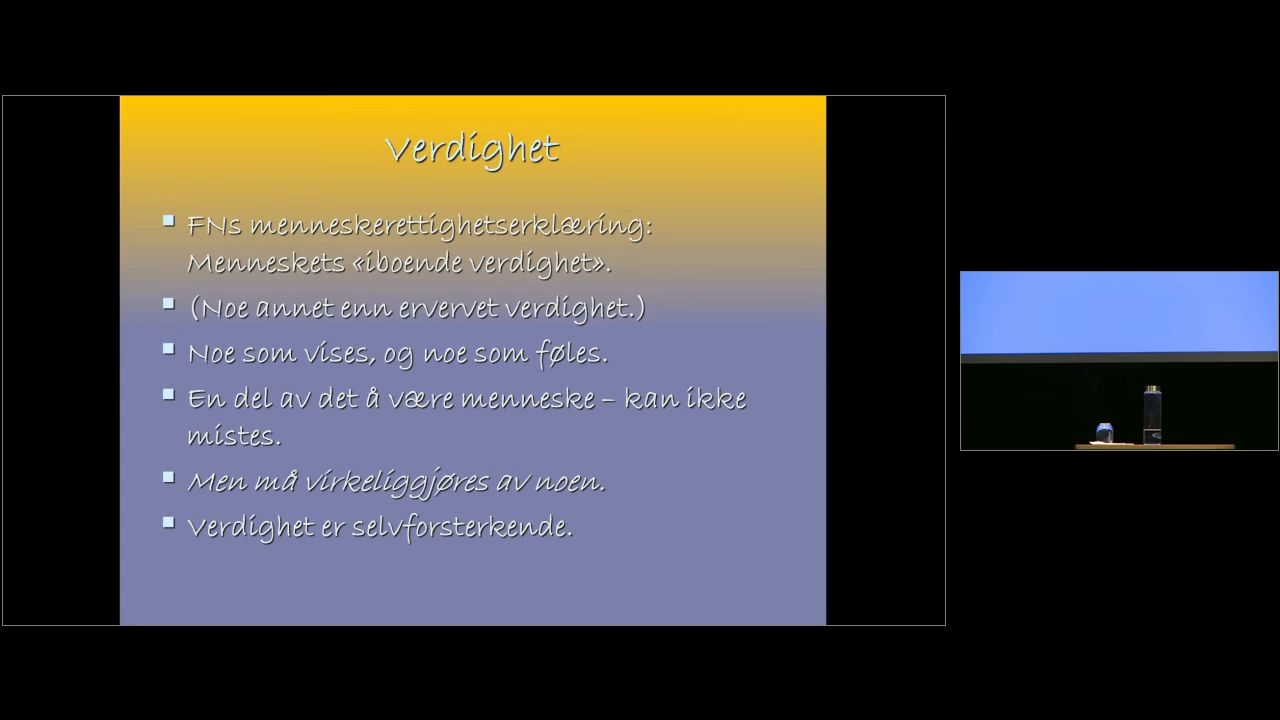 Verdighet
FNs menneskerettighetserklæring:
Menneskets «iboende verdighet».
(Noe annet enn ervervet verdighet.)
Noe som vises, og noe som føles.
En del av det å være menneske – kan ikke
mistes.
Men må virkeliggjøres av noen.
Verdighet er selvforsterkende.